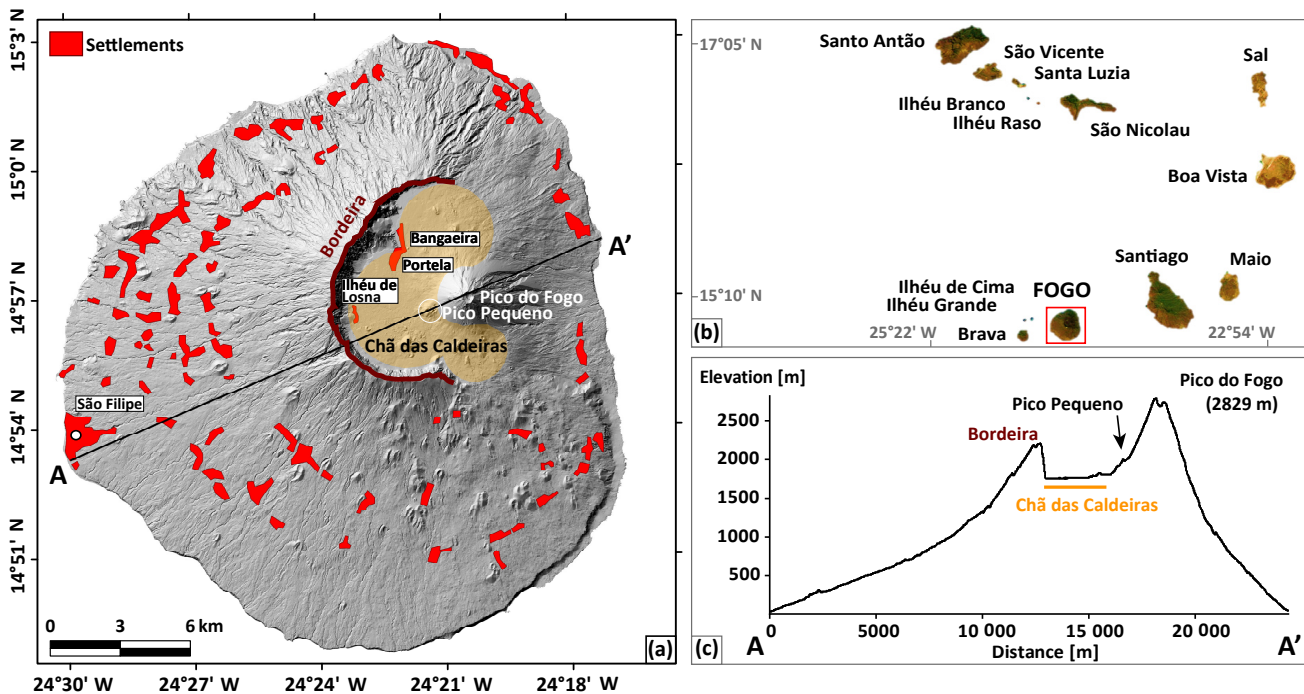 Settlements
15°3' N
15°0' N
14°57' N
14°54' N
14°51' N
Bordeira
Bangaeira
Portela
Ilhéu de
Losna
Pico do Fogo
Pico Pequeno
Chã das Caldeiras
São Filipe
A
A'
0 3 6 km
(a)
24°30' W 24°27' W 24°24' W 24°21' W 24°18' W
17°05' N
Santo Antão
São Vicente
Santa Luzia
Sal
Ilhéu Branco
Ilhéu Raso
São Nicolau
Boa Vista
Santiago
Maio
15°10' N
Ilhéu de Cima
FOGO
Ilhéu Grande
Brava
25°22' W
22°54' W
(b)
Elevation [m]
Pico do Fogo
(2829 m)
2500
Pico Pequeno
Bordeira
2000
1500
Chã das Caldeiras
1000
500
(c)
0 5000 10 000 15 000 20 000
A Distance [m] A'